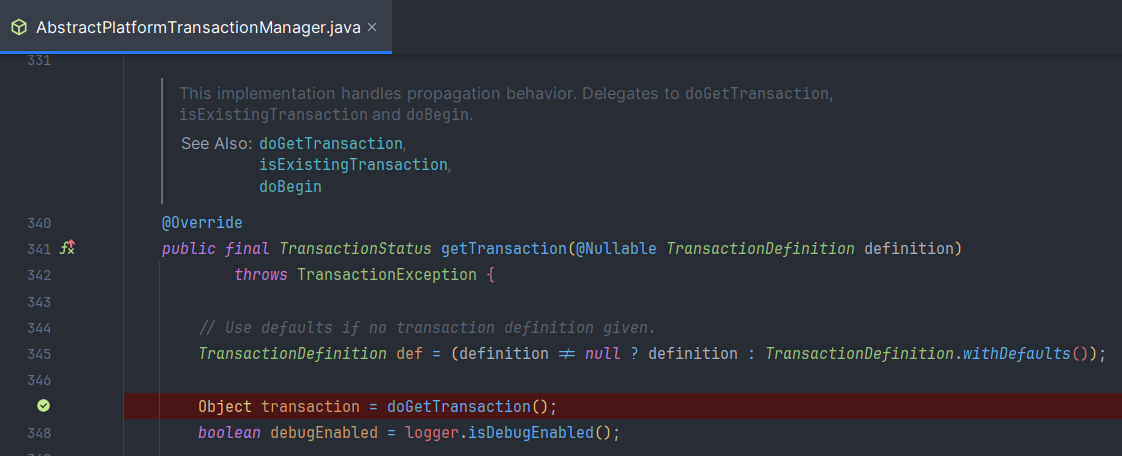 AbstractPlatformTransactionManager.java ×
331
This implementation handles propagation behavior. Delegates to doGetTransaction,
isExistingTransaction and doBegin.
See Also: doGetTransaction,
isExistingTransaction,
doBegin
340 @Override
341 public final TransactionStatus getTransaction(@Nullable TransactionDefinition definition)
342 throws TransactionException {
343
344 // Use defaults if no transaction definition given.
345 TransactionDefinition def = (definition != null ? definition : TransactionDefinition.withDefaults());
346
Object transaction = doGetTransaction();
348 boolean debugEnabled = logger.isDebugEnabled();